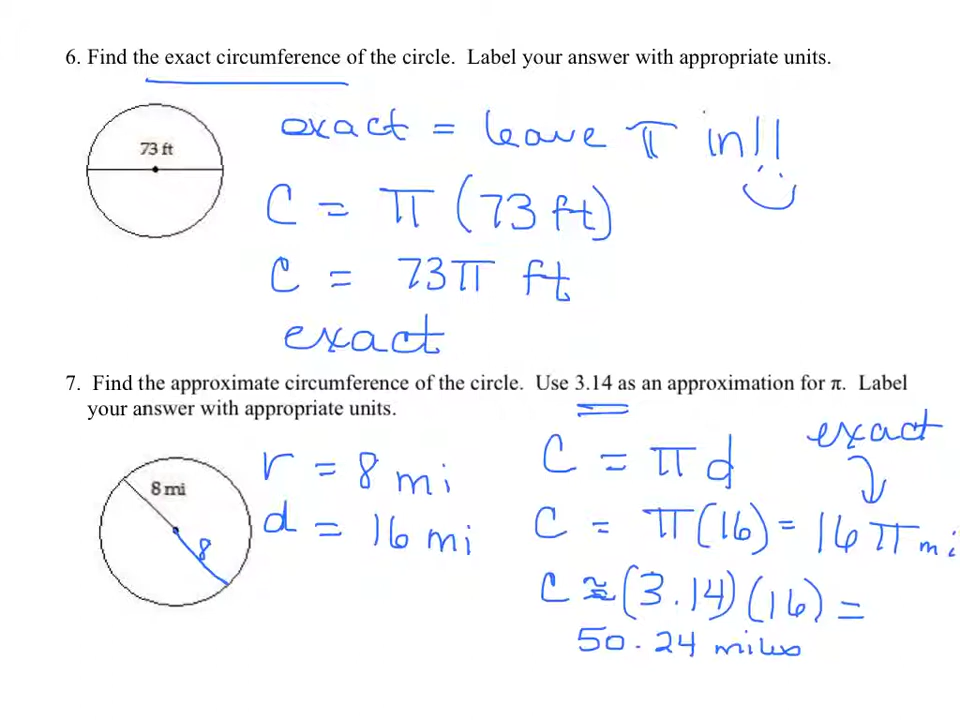 6. Find the exact circumference of the circle. Label your answer with appropriate units.
73 ft
exact = leave π in!!
C = π (73 ft)
C = 73π ft
exact
7. Find the approximate circumference of the circle. Use 3.14 as an approximation for π. Label
your answer with appropriate units.
8 mi
8
r = 8 mi
d = 16 mi
C = πd
exact
C = π(16) = 16π mi
C ≈ (3.14)(16) =
50.24 miles